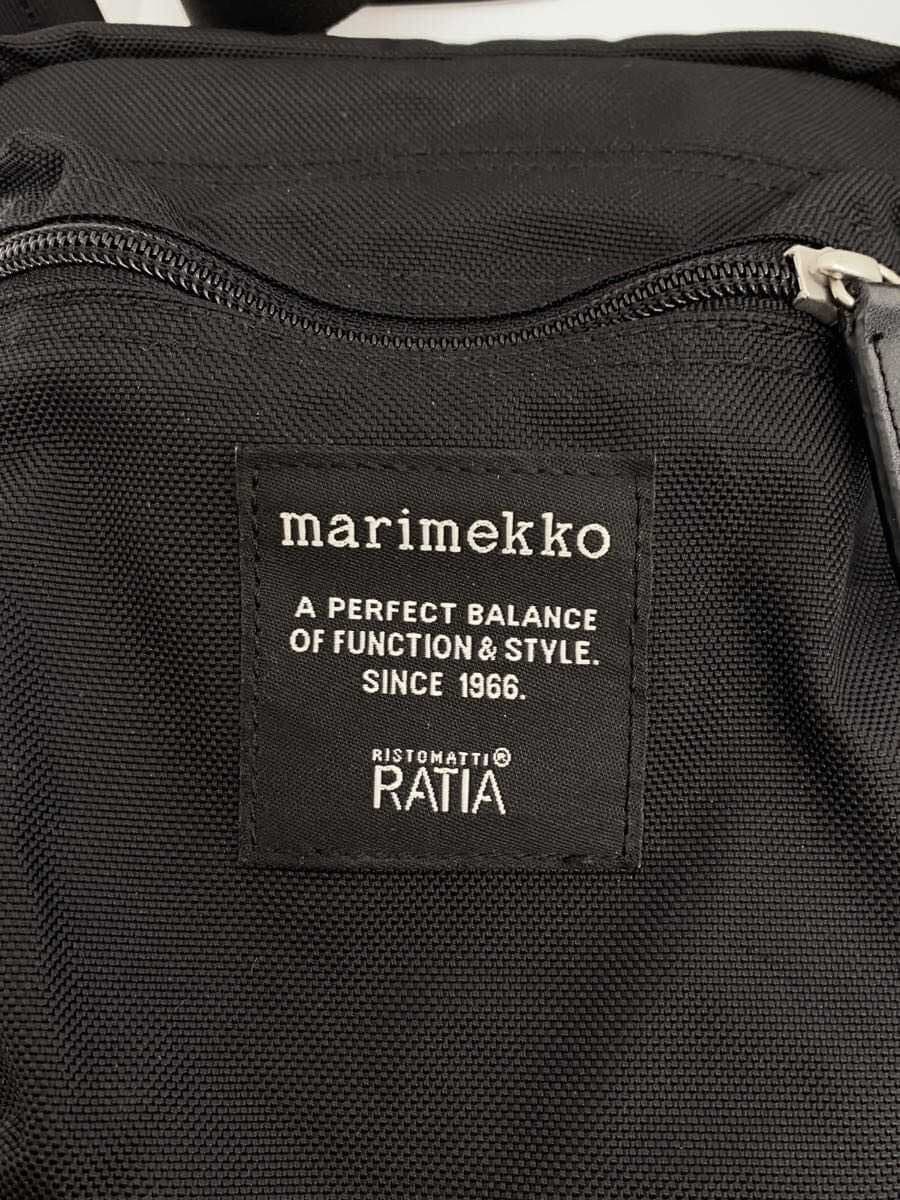 marimekko
A PERFECT BALANCE
OF FUNCTION & STYLE.
SINCE 1966.
RISTOMATTI®
RATIA